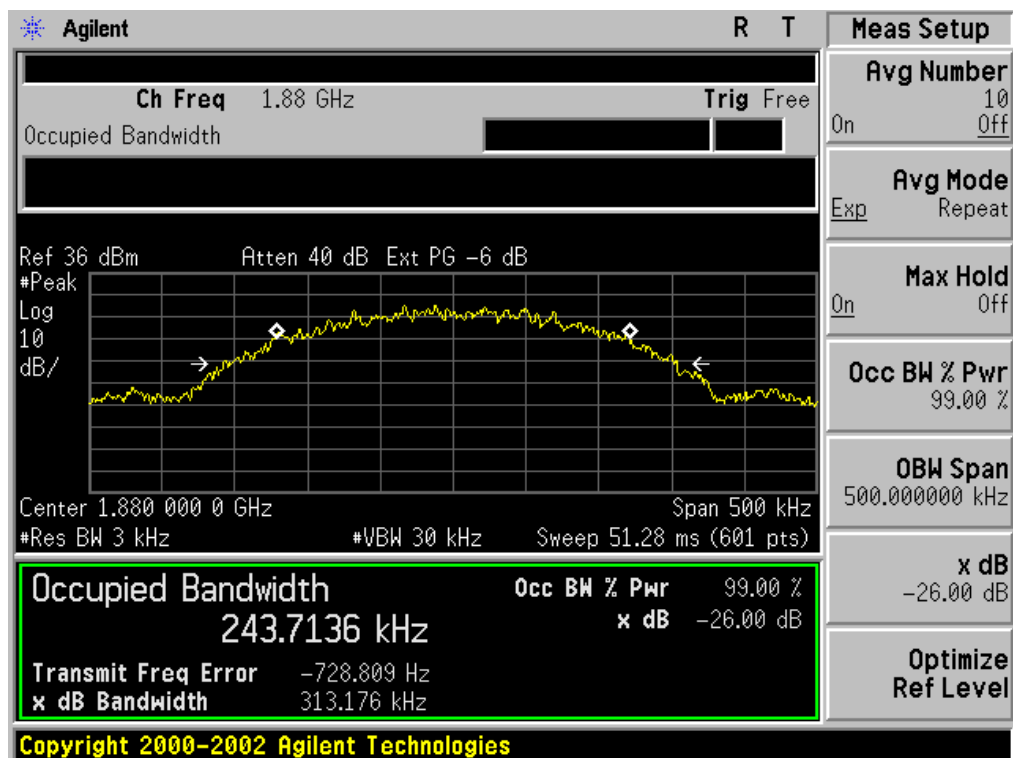 Agilent R T Meas Setup
Ch Freq 1.88 GHz Trig Free
Occupied Bandwidth
Ref 36 dBm Atten 40 dB Ext PG -6 dB
#Peak
Log
10
dB/
Center 1.880 000 0 GHz Span 500 kHz
#Res BW 3 kHz #VBW 30 kHz Sweep 51.28 ms (601 pts)
Occupied Bandwidth Occ BW % Pwr 99.00 %
243.7136 kHz x dB -26.00 dB
Transmit Freq Error -728.809 Hz
x dB Bandwidth 313.176 kHz
Avg Number
10
On Off
Avg Mode
Exp Repeat
Max Hold
On Off
Occ BW % Pwr
99.00 %
OBW Span
500.000000 kHz
x dB
-26.00 dB
Optimize
Ref Level
Copyright 2000-2002 Agilent Technologies